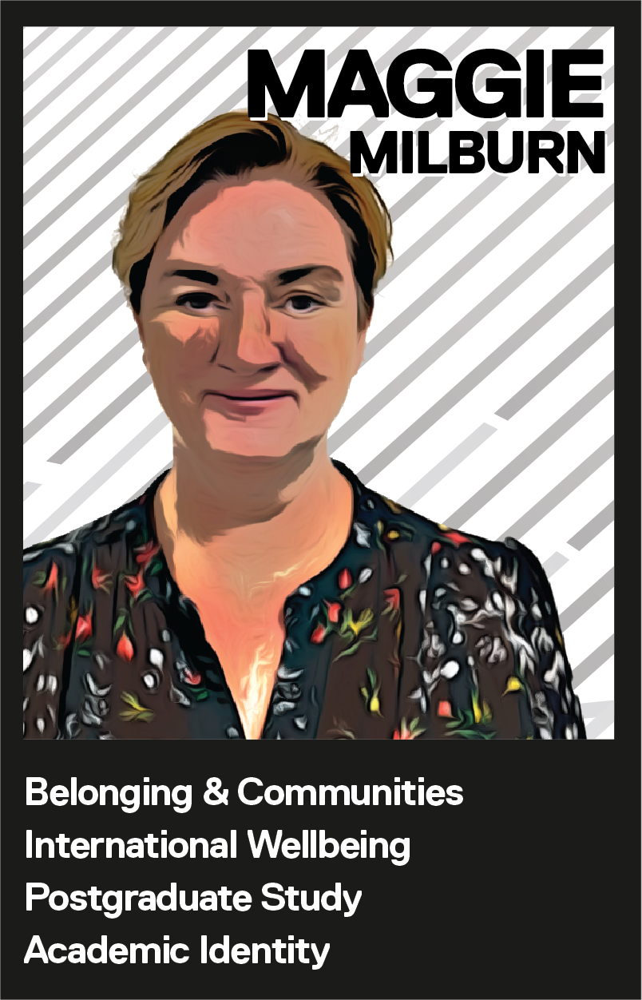 MAGGIE
MILBURN
Belonging & Communities
International Wellbeing
Postgraduate Study
Academic Identity